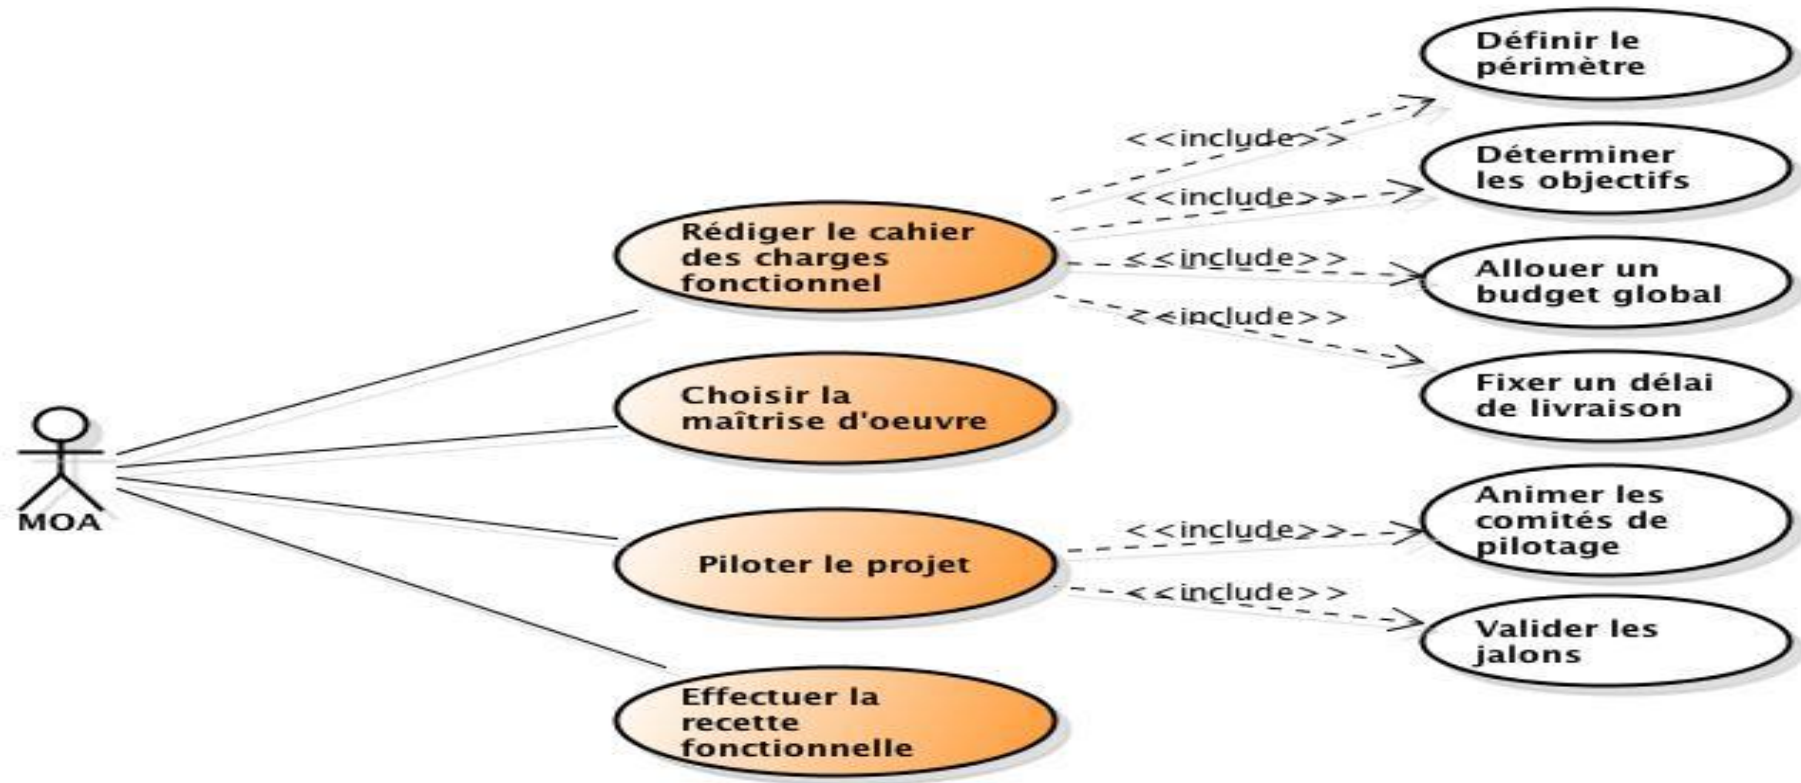 Définir le
périmètre
<<include>>
Déterminer
les objectifs
<<include>>
Rédiger le cahier
des charges
fonctionnel
<<include>>
Allouer un
budget global
<<include>>
Fixer un délai
de livraison
Choisir la
maîtrise d'oeuvre
MOA
Piloter le projet
<<include>>
Animer les
comités de
pilotage
<<include>>
Valider les
jalons
Effectuer la
recette
fonctionnelle